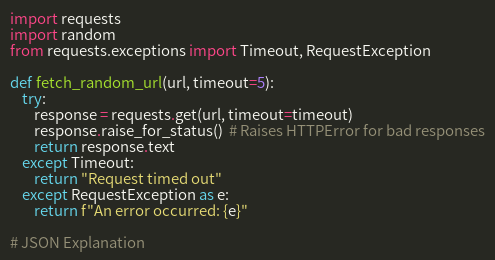 import requests
import random
from requests.exceptions import Timeout, RequestException

def fetch_random_url(url, timeout=5):
    try:
        response = requests.get(url, timeout=timeout)
        response.raise_for_status()  # Raises HTTPError for bad responses
        return response.text
    except Timeout:
        return "Request timed out"
    except RequestException as e:
        return f"An error occurred: {e}"

# JSON Explanation